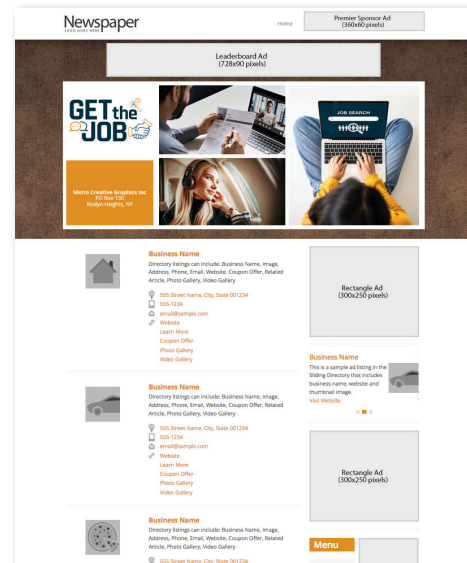 Newspaper
LOGO GOES HERE
Home
Premier Sponsor Ad
(360x60 pixels)
Leaderboard Ad
(728x90 pixels)
GET the
JOB
JOB SEARCH
Metro Creative Graphics Inc
PO Box 130
Roslyn Heights, NY
Business Name
Directory listings can include: Business Name, Image,
Address, Phone, Email, Website, Coupon Offer, Related
Article, Photo Gallery, Video Gallery
555 Street Name, City, State 001234
555-1234
email@sample.com
Website
Learn More
Coupon Offer
Photo Gallery
Video Gallery
Rectangle Ad
(300x250 pixels)
Business Name
This is a sample ad listing in the
Sliding Directory that includes
business name, website and
thumbnail image.
Visit Website
Business Name
Directory listings can include: Business Name, Image,
Address, Phone, Email, Website, Coupon Offer, Related
Article, Photo Gallery, Video Gallery
555 Street Name, City, State 001234
555-1234
email@sample.com
Website
Learn More
Coupon Offer
Photo Gallery
Video Gallery
Rectangle Ad
(300x250 pixels)
Business Name
Directory listings can include: Business Name, Image,
Address, Phone, Email, Website, Coupon Offer, Related
Article, Photo Gallery, Video Gallery
555 Street Name, City, State 001234
Menu